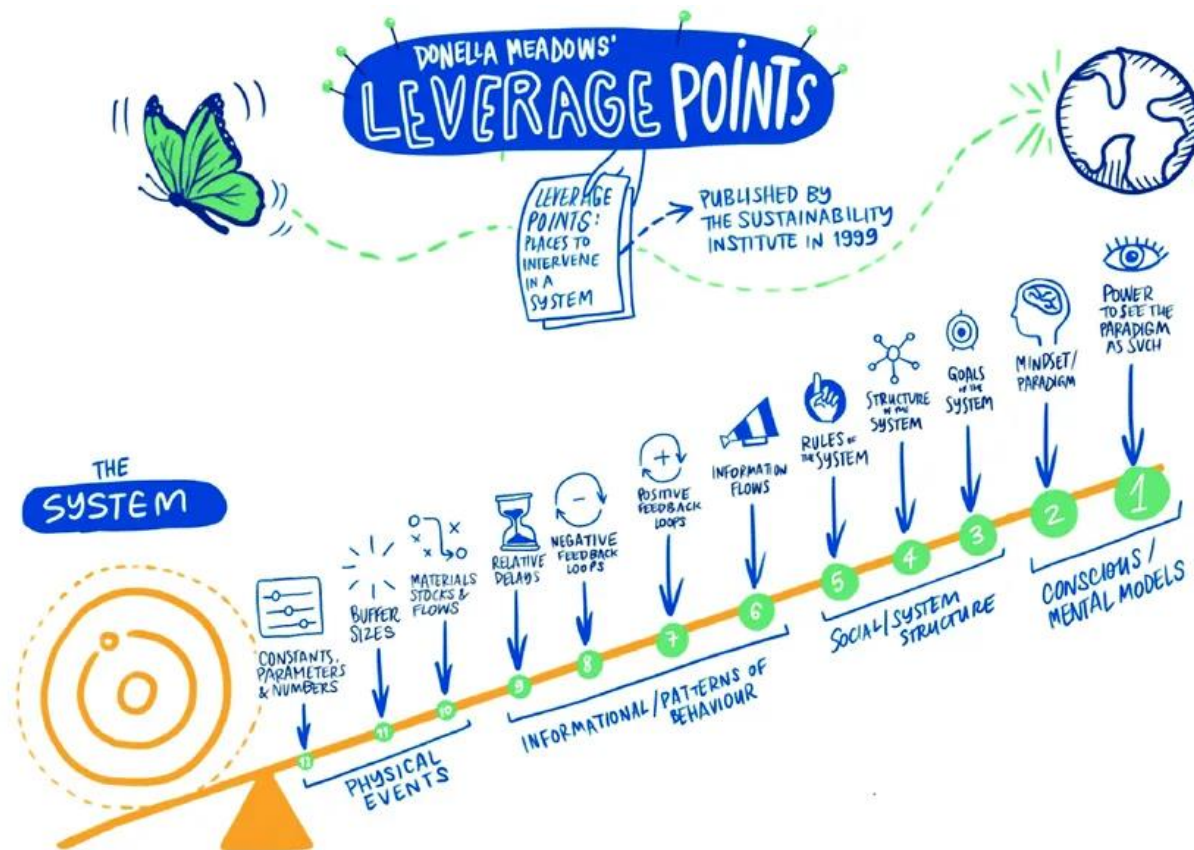 DONELLA MEADOWS'
LEVERAGE POINTS
LEVERAGE
POINTS:
PLACES TO
INTERVENE
IN A
SYSTEM
PUBLISHED BY
THE SUSTAINABILITY
INSTITUTE IN 1999
THE
SYSTEM
CONSTANTS,
PARAMETERS
& NUMBERS
BUFFER
SIZES
MATERIALS
STOCKS &
FLOWS
RELATIVE
DELAYS
NEGATIVE
FEEDBACK
LOOPS
POSITIVE
FEEDBACK
LOOPS
INFORMATION
FLOWS
RULES OF
THE SYSTEM
STRUCTURE
OF THE
SYSTEM
GOALS
OF THE
SYSTEM
MINDSET/
PARADIGM
POWER
TO SEE THE
PARADIGM
AS SUCH
12
11
10
9
8
7
6
5
4
3
2
1
PHYSICAL
EVENTS
INFORMATIONAL/PATTERNS OF
BEHAVIOUR
SOCIAL/SYSTEM
STRUCTURE
CONSCIOUS/
MENTAL MODELS